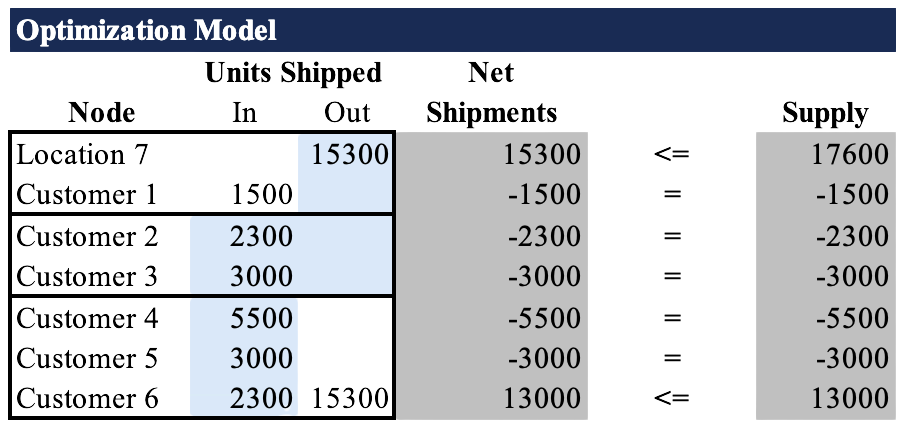 Optimization Model
Units Shipped Net
Node In Out Shipments Supply
Location 7 15300 15300 <= 17600
Customer 1 1500 -1500 = -1500
Customer 2 2300 -2300 = -2300
Customer 3 3000 -3000 = -3000
Customer 4 5500 -5500 = -5500
Customer 5 3000 -3000 = -3000
Customer 6 2300 15300 13000 <= 13000